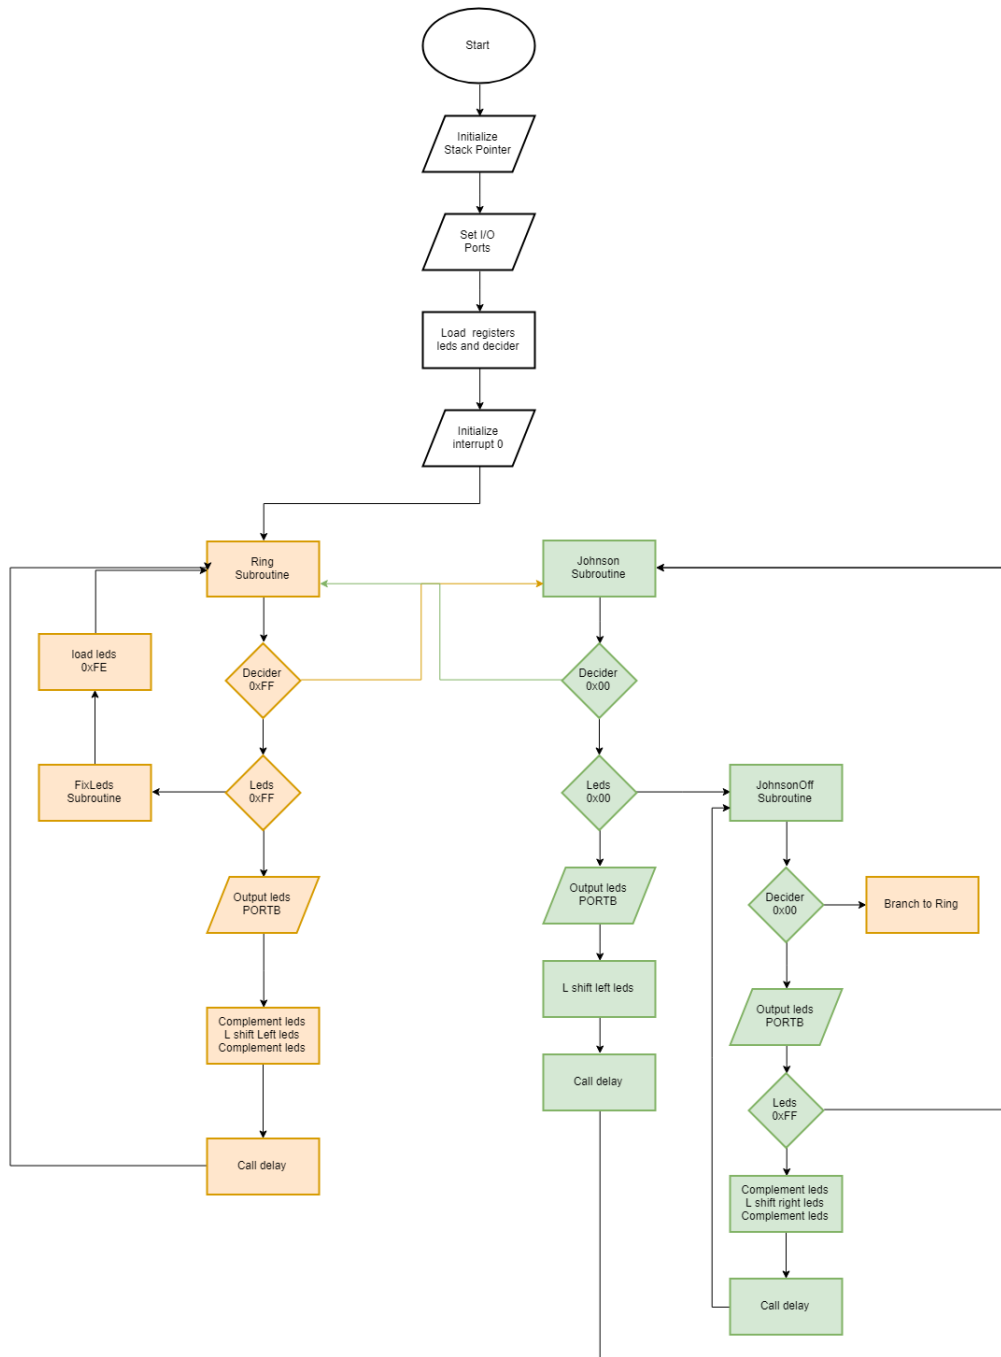 Start
Initialize
Stack Pointer
Set I/O
Ports
Load registers
leds and decider
Initialize
interrupt 0
Ring
Subroutine
Johnson
Subroutine
load leds
0xFE
Decider
0xFF
Decider
0x00
FixLeds
Subroutine
Leds
0xFF
Leds
0x00
JohnsonOff
Subroutine
Output leds
PORTB
Output leds
PORTB
Decider
0x00
Branch to Ring
L shift left leds
Output leds
PORTB
Complement leds
L shift Left leds
Complement leds
Call delay
Leds
0xFF
Call delay
Complement leds
L shift right leds
Complement leds
Call delay